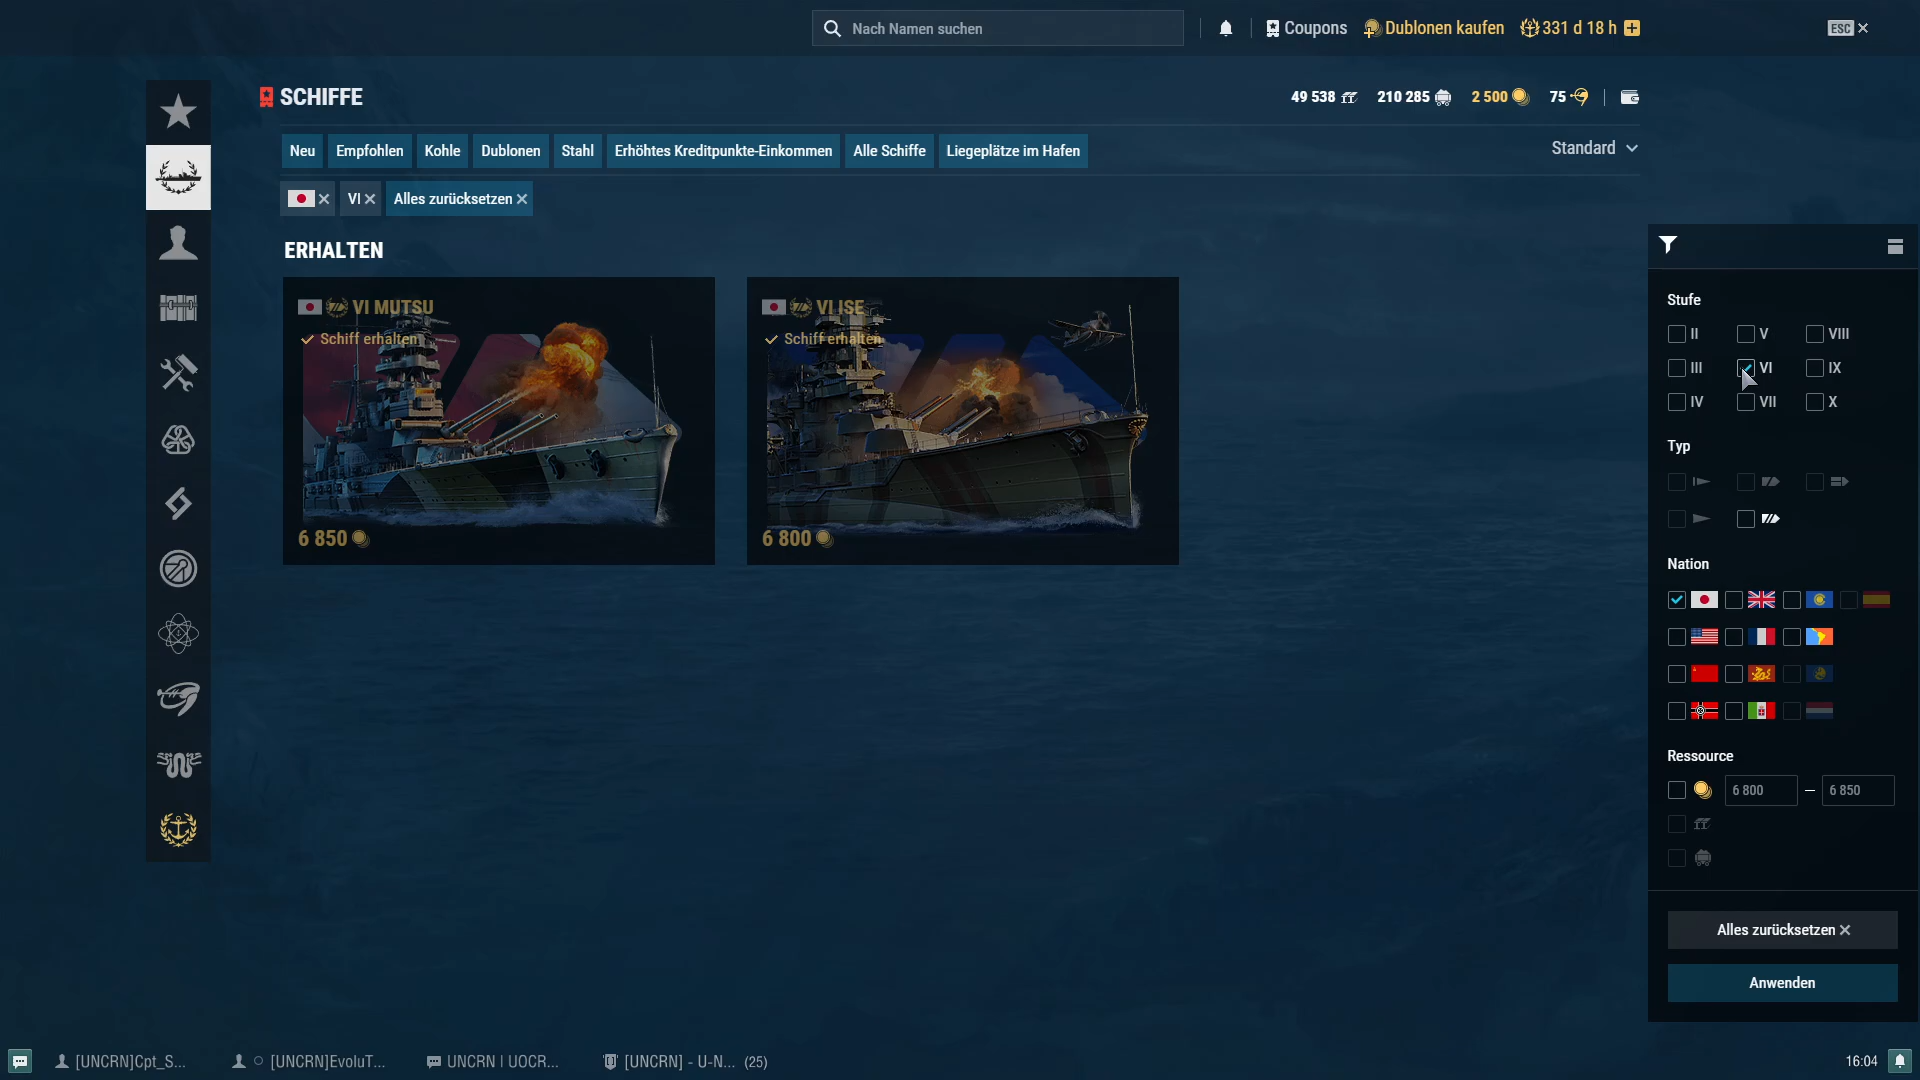 Nach Namen suchen
Coupons
Dublonen kaufen
331 d 18 h
ESC
SCHIFFE
49 538
210 285
2 500
75
Neu
Empfohlen
Kohle
Dublonen
Stahl
Erhöhtes Kreditpunkte-Einkommen
Alle Schiffe
Liegeplätze im Hafen
Standard
VI
Alles zurücksetzen
ERHALTEN
VI MUTSU
Schiff erhalten
6 850
VI ISE
Schiff erhalten
6 800
Stufe
II
V
VIII
III
VI
IX
IV
VII
X
Typ
Nation
Ressource
6 800 – 6 850
Alles zurücksetzen
Anwenden
[UNCRN]Cpt_S...
[UNCRN]EvoluT...
UNCRN | UOCR...
[UNCRN] - U-N... (25)
16:04